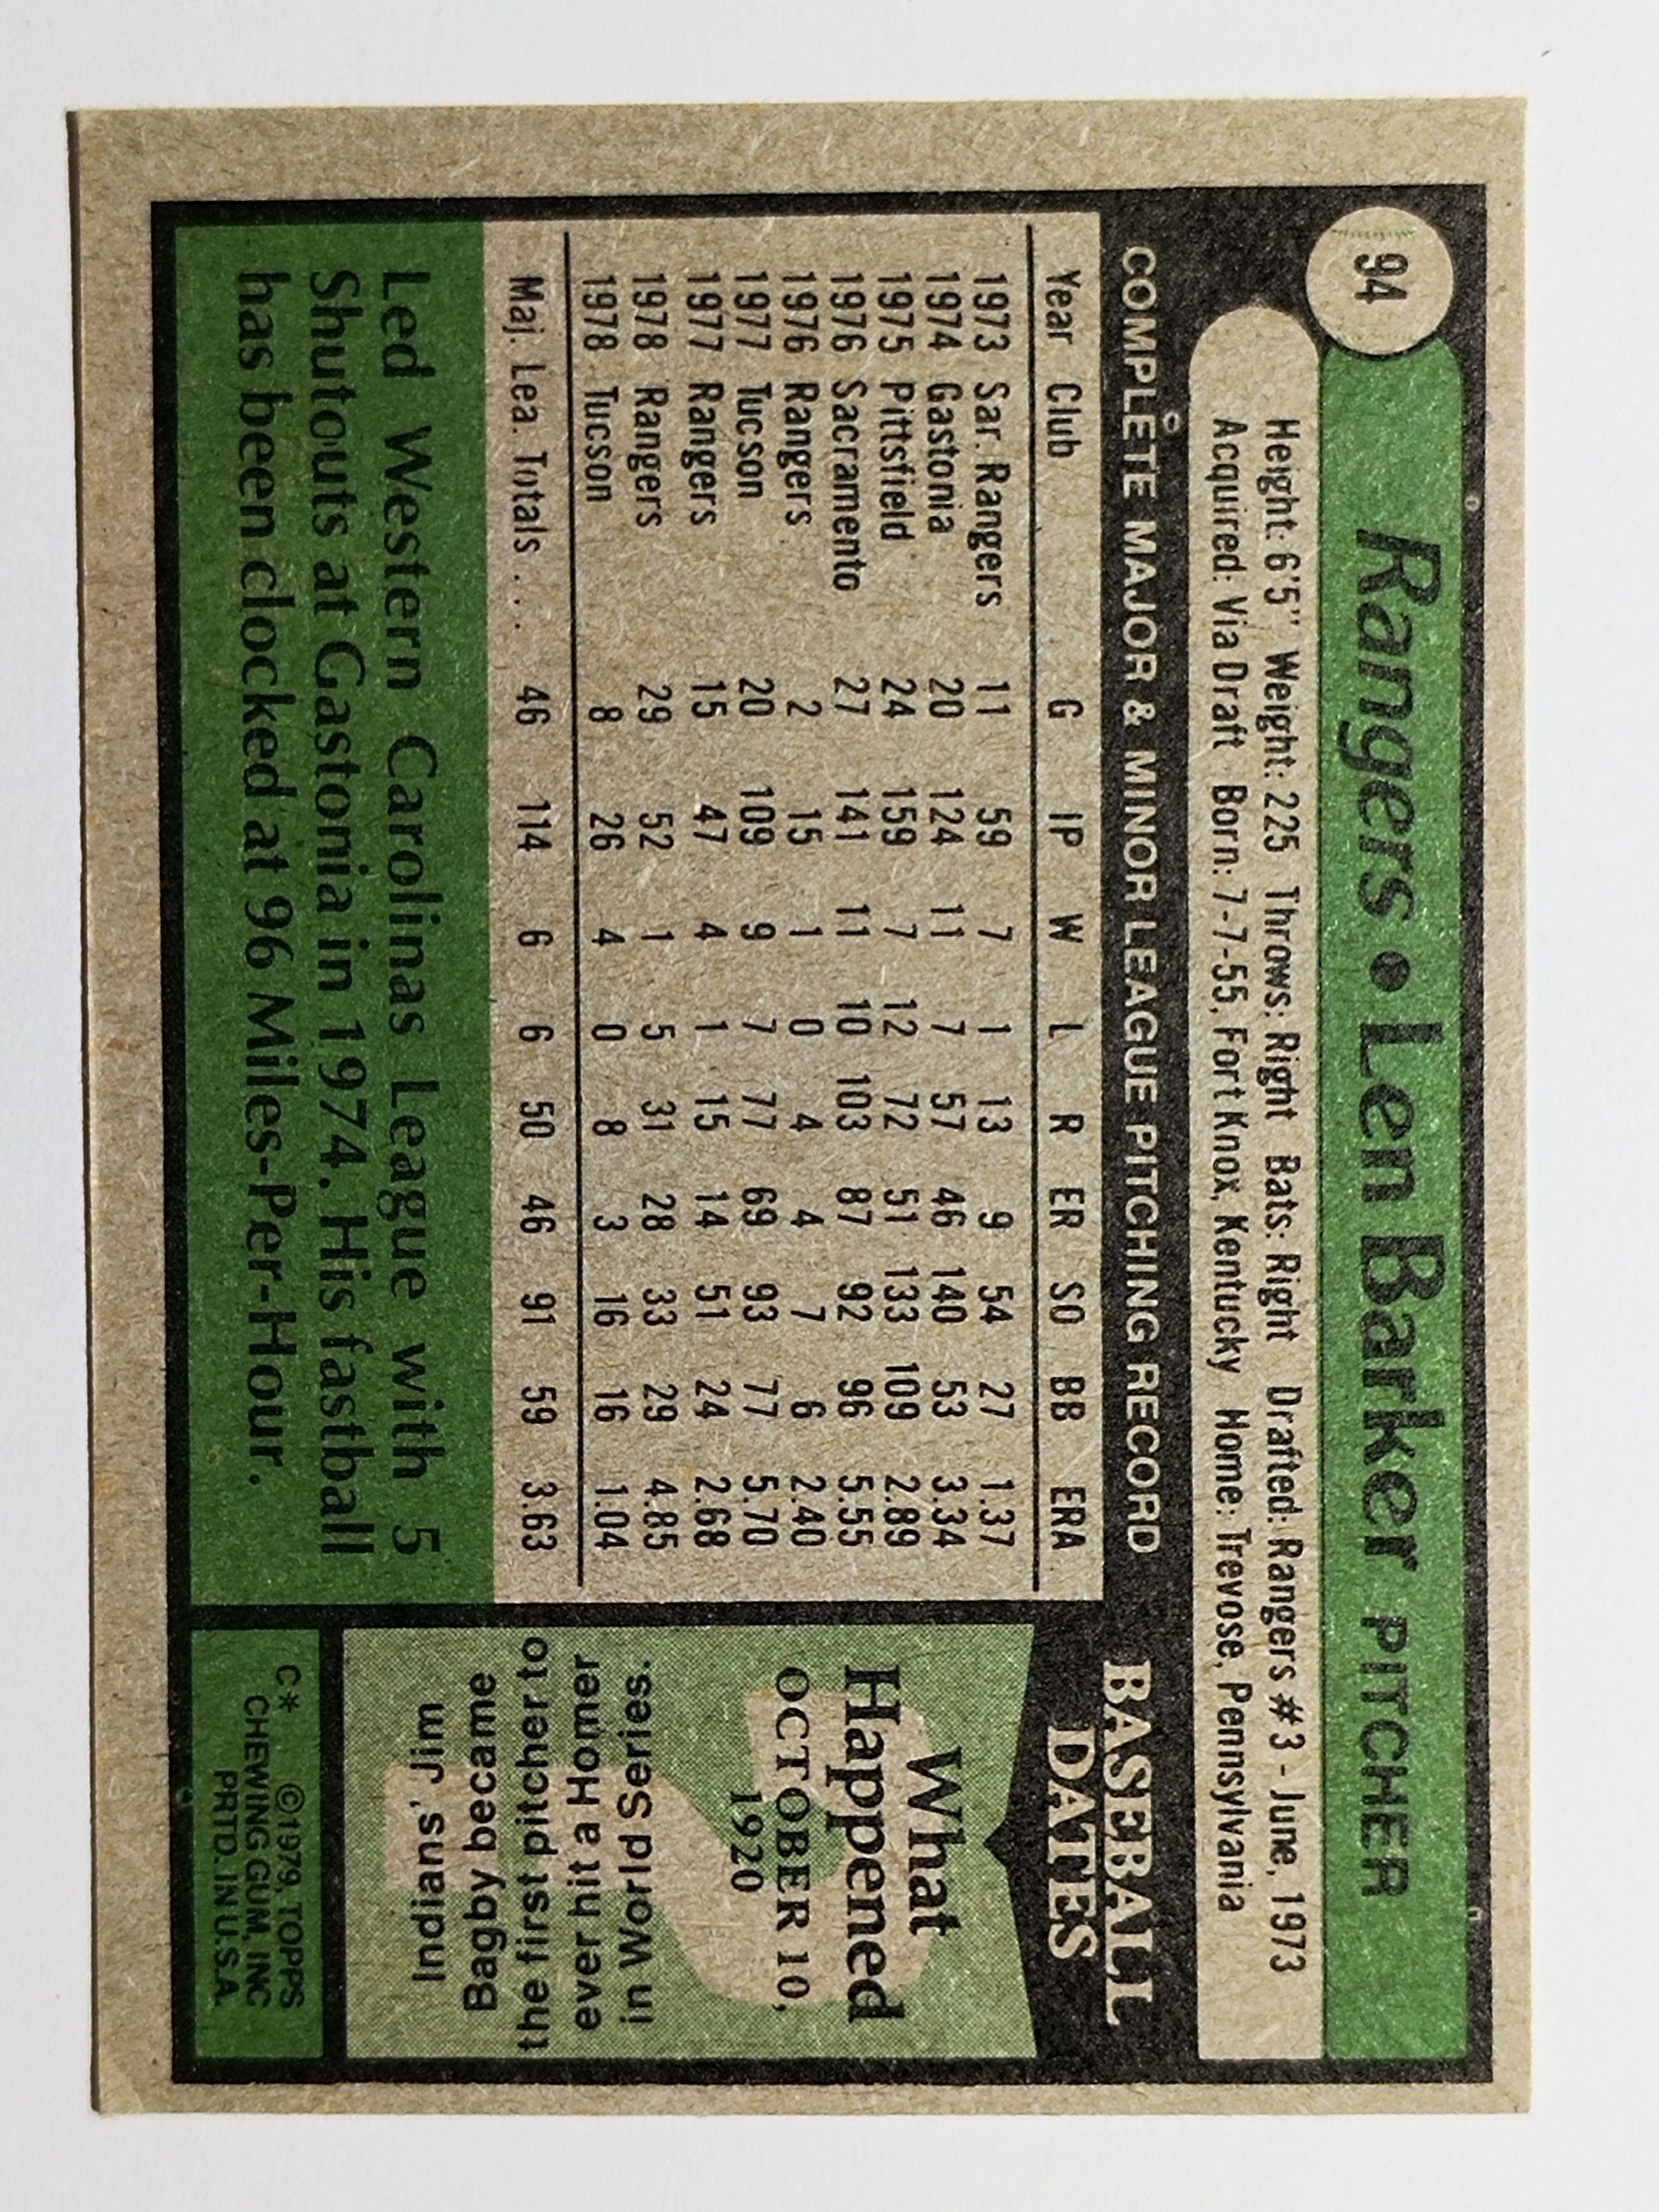 94
Rangers • Len Barker PITCHER
Height: 6'5" Weight: 225 Throws: Right Bats: Right Drafted: Rangers #3 - June, 1973
Acquired: Via Draft Born: 7-7-55, Fort Knox, Kentucky Home: Trevose, Pennsylvania
COMPLETE MAJOR & MINOR LEAGUE PITCHING RECORD
Year Club G IP W L R ER SO BB ERA
1973 Sar. Rangers 11 59 7 1 13 9 54 27 1.37
1974 Gastonia 20 124 11 7 57 46 140 53 3.34
1975 Pittsfield 24 159 7 12 72 51 133 109 2.89
1976 Sacramento 27 141 11 10 103 87 92 96 5.55
1976 Rangers 2 15 1 0 4 4 7 6 2.40
1977 Tucson 20 109 9 7 77 69 93 77 5.70
1977 Rangers 15 47 4 1 15 14 51 24 2.68
1978 Rangers 29 52 1 5 31 28 33 29 4.85
1978 Tucson 8 26 4 0 8 3 16 16 1.04
Maj. Lea. Totals . . . 46 114 6 6 50 46 91 59 3.63
Led Western Carolinas League with 5
Shutouts at Gastonia in 1974. His fastball
has been clocked at 96 Miles-Per-Hour.
BASEBALL
DATES
What
Happened
OCTOBER 10,
1920
Indians' Jim
Bagby became
the first pitcher to
ever hit a Homer
in World Series.
C* ©1979, TOPPS
CHEWING GUM, INC
PRTD. IN U.S.A.